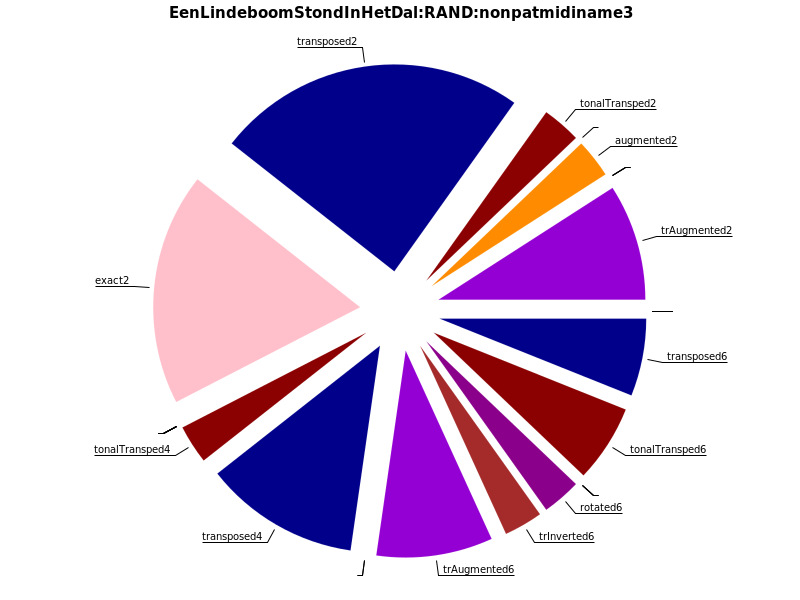 EenLindeboomStondInHetDal:RAND:nonpatmidiname3
transposed2
tonalTransped2
augmented2
trAugmented2
exact2
transposed6
tonalTransped4
tonalTransped6
rotated6
transposed4
trInverted6
trAugmented6